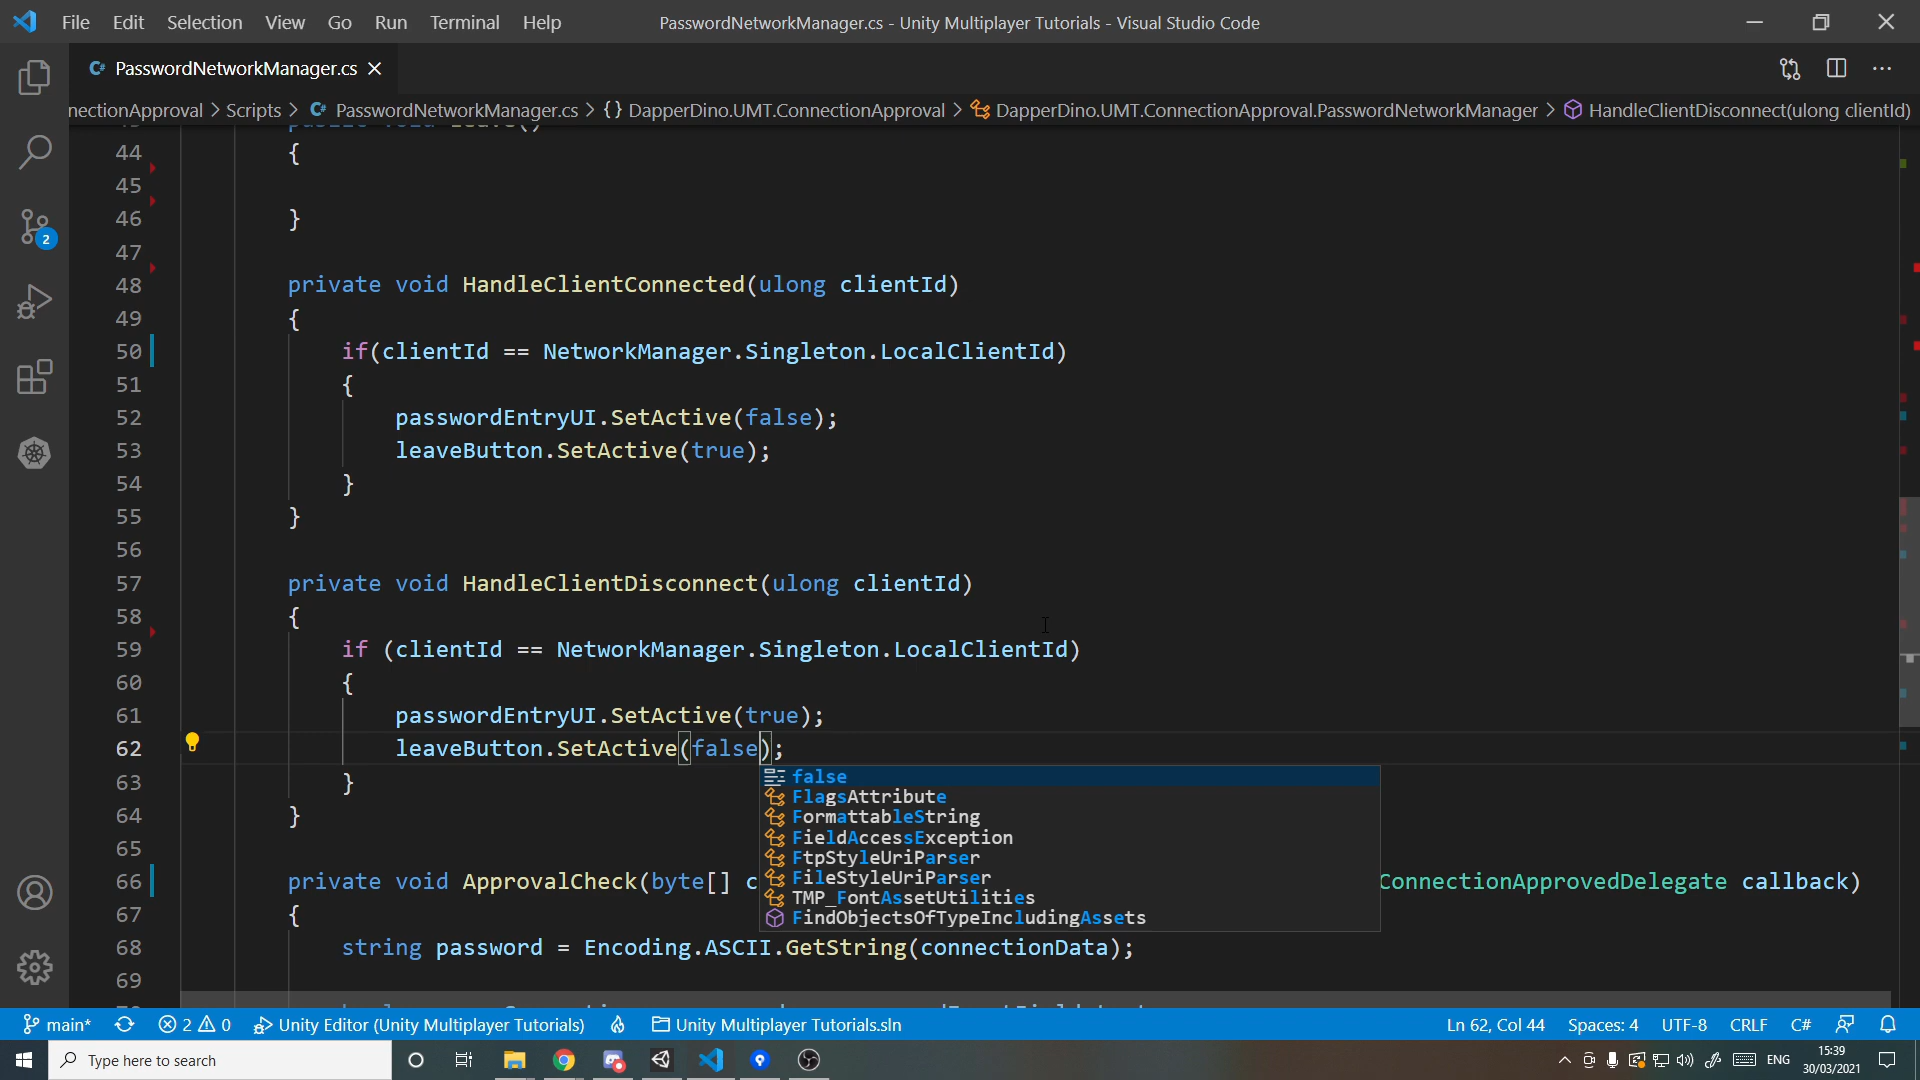 File Edit Selection View Go Run Terminal Help PasswordNetworkManager.cs - Unity Multiplayer Tutorials - Visual Studio Code
C# PasswordNetworkManager.cs
nectionApproval > Scripts > C# PasswordNetworkManager.cs > {} DapperDino.UMT.ConnectionApproval > DapperDino.UMT.ConnectionApproval.PasswordNetworkManager > HandleClientDisconnect(ulong clientId)
44 {
45
46 }
47
48 private void HandleClientConnected(ulong clientId)
49 {
50 if(clientId == NetworkManager.Singleton.LocalClientId)
51 {
52 passwordEntryUI.SetActive(false);
53 leaveButton.SetActive(true);
54 }
55 }
56
57 private void HandleClientDisconnect(ulong clientId)
58 {
59 if (clientId == NetworkManager.Singleton.LocalClientId)
60 {
61 passwordEntryUI.SetActive(true);
62 leaveButton.SetActive(false);
63 }
false
FlagsAttribute
FormattableString
FieldAccessException
FtpStyleUriParser
FileStyleUriParser
TMP_FontAssetUtilities
FindObjectsOfTypeIncludingAssets
64 }
65
66 private void ApprovalCheck(byte[] c ConnectionApprovedDelegate callback)
67 {
68 string password = Encoding.ASCII.GetString(connectionData);
69
2
main* 2 0 Unity Editor (Unity Multiplayer Tutorials) Unity Multiplayer Tutorials.sln Ln 62, Col 44 Spaces: 4 UTF-8 CRLF C#
Type here to search ENG 15:39
30/03/2021